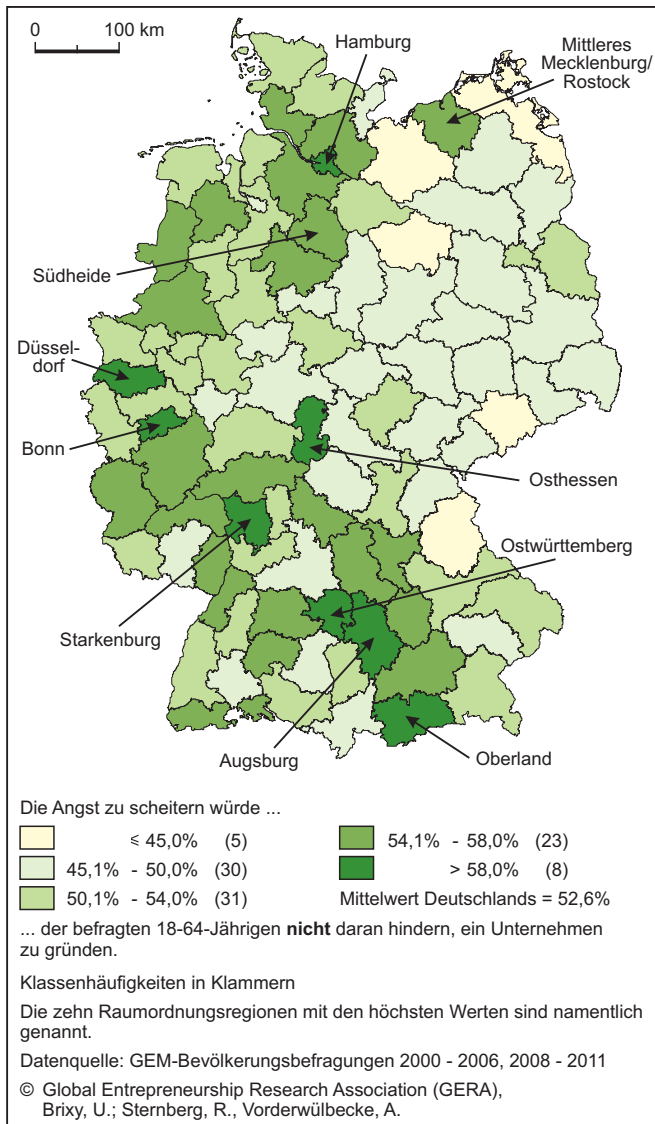 0 100 km
Hamburg
Mittleres
Mecklenburg/
Rostock
Südheide
Düssel-
dorf
Bonn
Osthessen
Ostwürttemberg
Starkenburg
Augsburg
Oberland
Die Angst zu scheitern würde ...
≤ 45,0% (5)
45,1% - 50,0% (30)
50,1% - 54,0% (31)
54,1% - 58,0% (23)
> 58,0% (8)
Mittelwert Deutschlands = 52,6%
... der befragten 18-64-Jährigen nicht daran hindern, ein Unternehmen
zu gründen.
Klassenhäufigkeiten in Klammern
Die zehn Raumordnungsregionen mit den höchsten Werten sind namentlich
genannt.
Datenquelle: GEM-Bevölkerungsbefragungen 2000 - 2006, 2008 - 2011
© Global Entrepreneurship Research Association (GERA),
Brixy, U.; Sternberg, R., Vorderwülbecke, A.